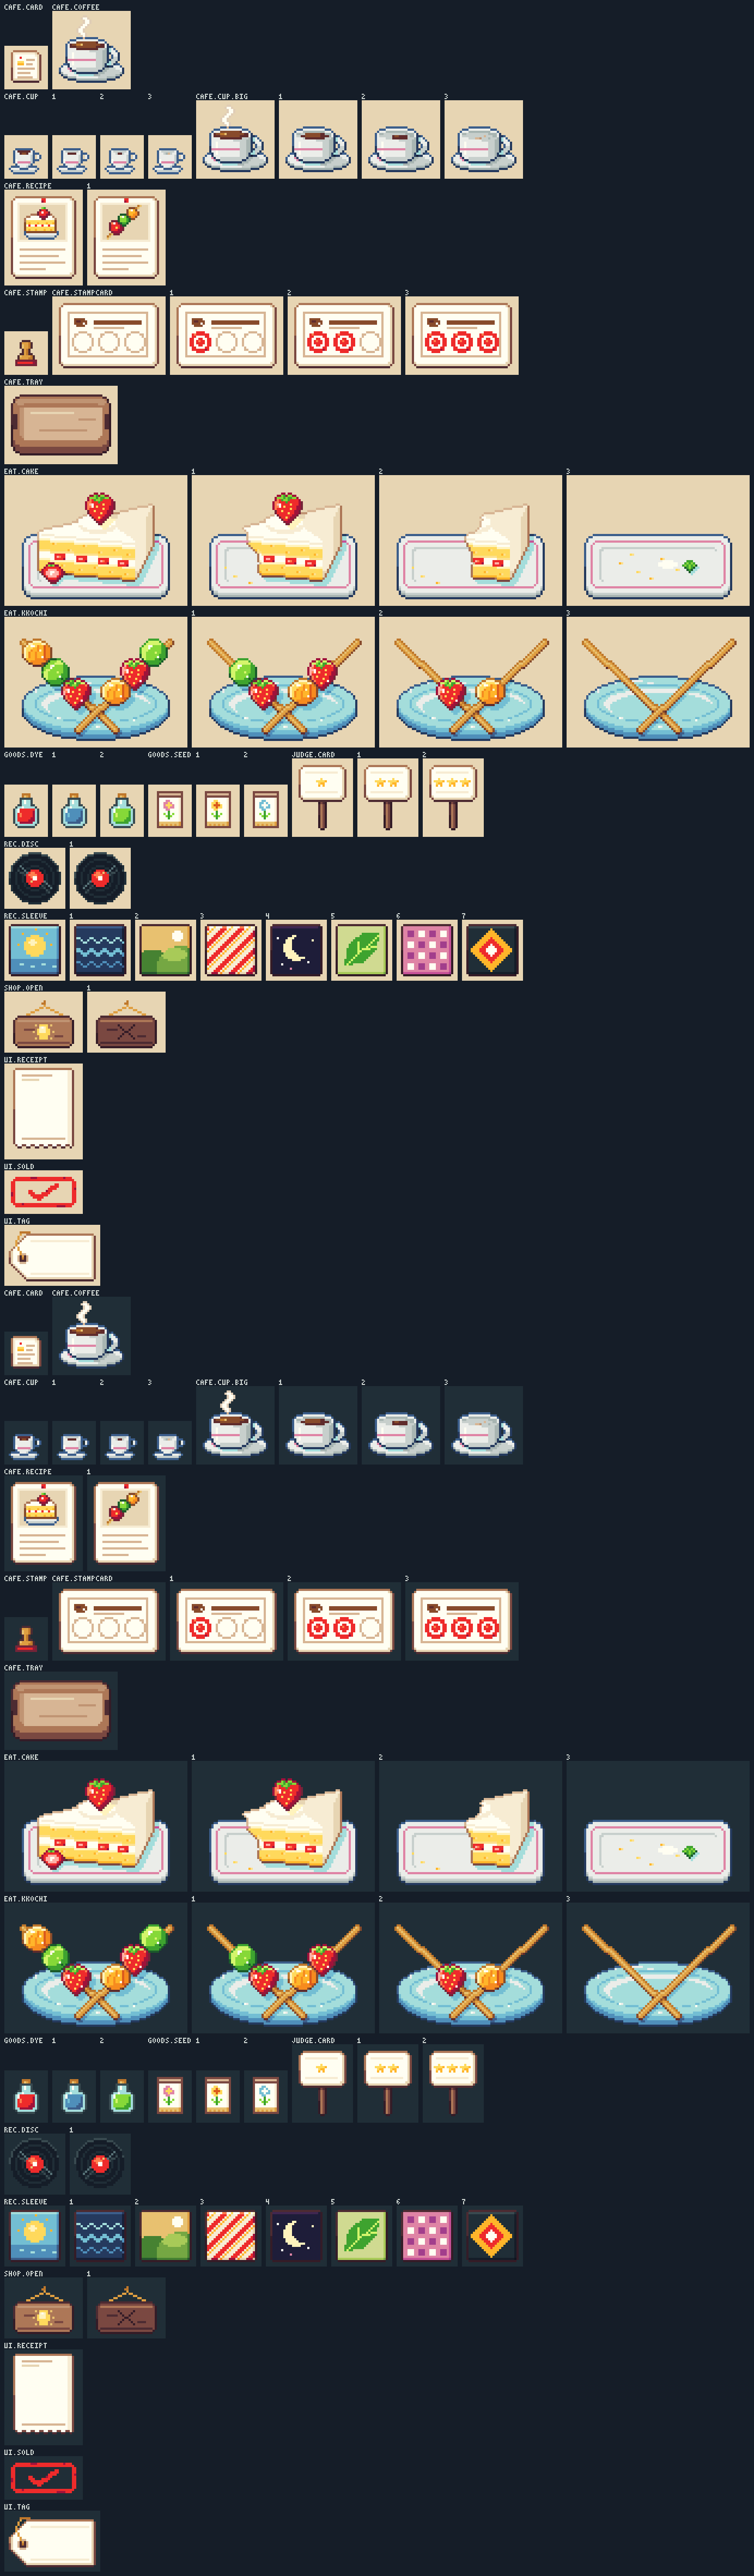 CAFE.CARD CAFE.COFFEE
CAFE.CUP 1 2 3 CAFE.CUP.BIG 1 2 3
CAFE.RECIPE 1
CAFE.STAMP CAFE.STAMPCARD 1 2 3
CAFE.TRAY
EAT.CAKE 1 2 3
EAT.KKOCHI 1 2 3
GOODS.DYE 1 2 GOODS.SEED 1 2 JUDGE.CARD 1 2
REC.DISC 1
REC.SLEEVE 1 2 3 4 5 6 7
SHOP.OPEN 1
UI.RECEIPT
UI.SOLD
UI.TAG
CAFE.CARD CAFE.COFFEE
CAFE.CUP 1 2 3 CAFE.CUP.BIG 1 2 3
CAFE.RECIPE 1
CAFE.STAMP CAFE.STAMPCARD 1 2 3
CAFE.TRAY
EAT.CAKE 1 2 3
EAT.KKOCHI 1 2 3
GOODS.DYE 1 2 GOODS.SEED 1 2 JUDGE.CARD 1 2
REC.DISC 1
REC.SLEEVE 1 2 3 4 5 6 7
SHOP.OPEN 1
UI.RECEIPT
UI.SOLD
UI.TAG